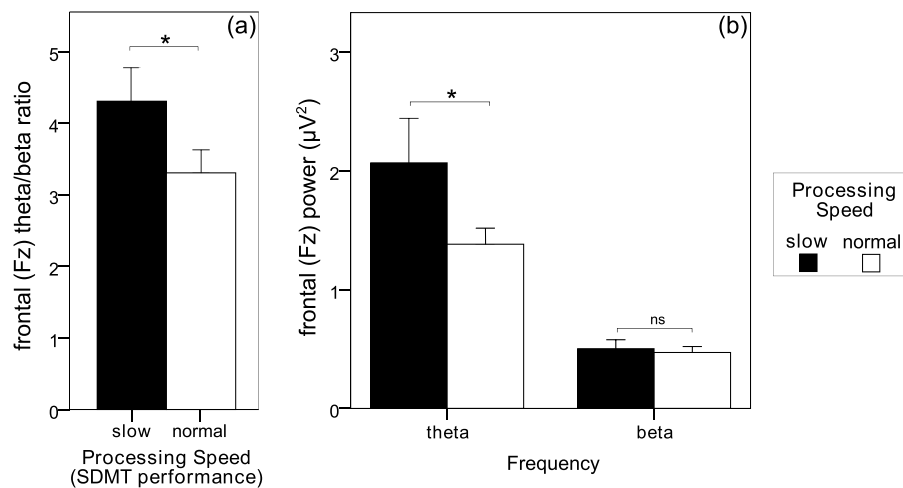 (a)
5
4
3
2
1
0
*
frontal (Fz) theta/beta ratio
slow normal
Processing Speed
(SDMT performance)
(b)
3
2
1
0
*
ns
frontal (Fz) power (µV²)
theta beta
Frequency
Processing
Speed
slow normal